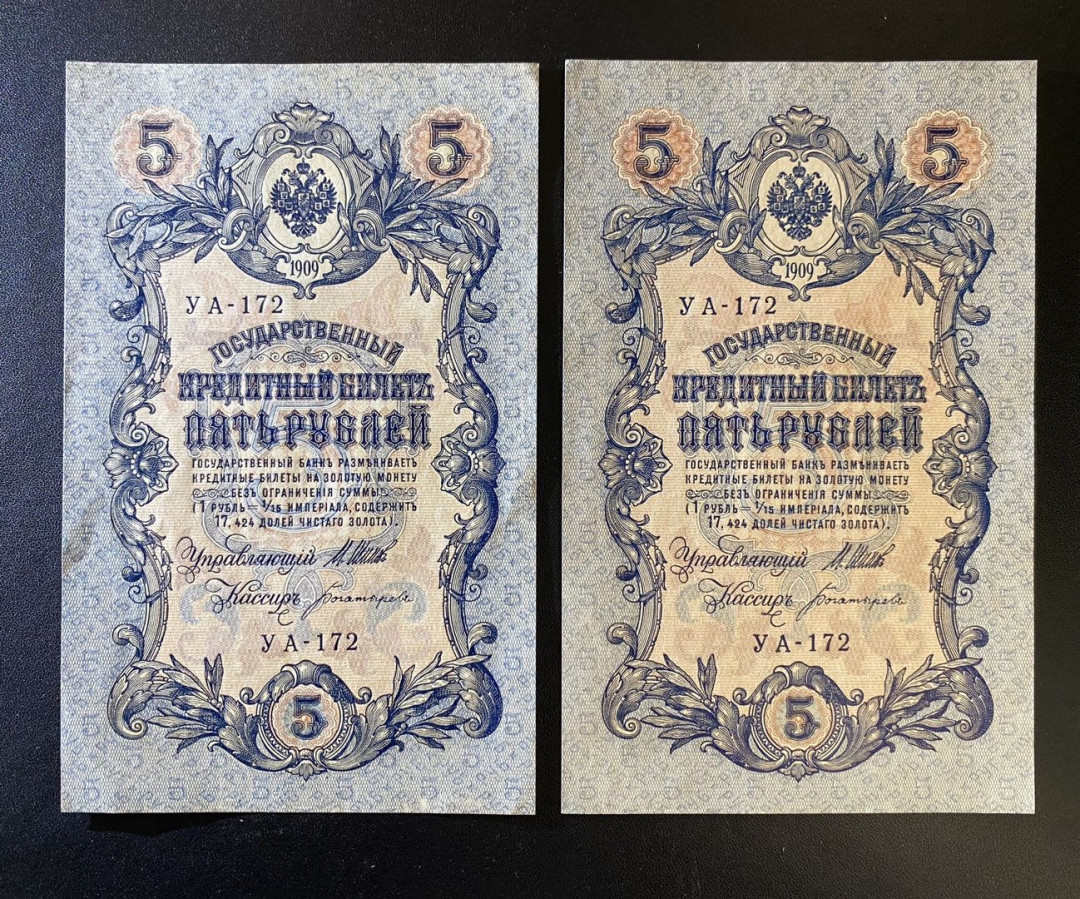 5 5
1909
УА-172
ГОСУДАРСТВЕННЫЙ
КРЕДИТНЫЙ БИЛЕТЪ
ПЯТЬ РУБЛЕЙ
ГОСУДАРСТВЕННЫЙ БАНКЪ РАЗМѢНИВАЕТЪ
КРЕДИТНЫЕ БИЛЕТЫ НА ЗОЛОТУЮ МОНЕТУ
БЕЗЪ ОГРАНИЧЕНІЯ СУММЫ
(1 РУБЛЬ = 1/15 ИМПЕРІАЛА, СОДЕРЖИТЪ
17,424 ДОЛЕЙ ЧИСТАГО ЗОЛОТА).
Управляющій
Кассиръ Богатыревъ
УА-172
5
5 5
1909
УА-172
ГОСУДАРСТВЕННЫЙ
КРЕДИТНЫЙ БИЛЕТЪ
ПЯТЬ РУБЛЕЙ
ГОСУДАРСТВЕННЫЙ БАНКЪ РАЗМѢНИВАЕТЪ
КРЕДИТНЫЕ БИЛЕТЫ НА ЗОЛОТУЮ МОНЕТУ
БЕЗЪ ОГРАНИЧЕНІЯ СУММЫ
(1 РУБЛЬ = 1/15 ИМПЕРІАЛА, СОДЕРЖИТЪ
17,424 ДОЛЕЙ ЧИСТАГО ЗОЛОТА).
Управляющій
Кассиръ Богатыревъ
УА-172
5